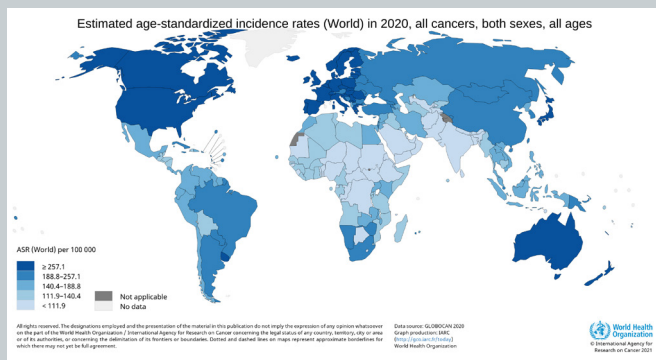 Estimated age-standardized incidence rates (World) in 2020, all cancers, both sexes, all ages
ASR (World) per 100 000
≥ 257.1
188.8–257.1
140.4–188.8
111.9–140.4
< 111.9
Not applicable
No data
All rights reserved. The designations employed and the presentation of the material in this publication do not imply the expression of any opinion whatsoever
on the part of the World Health Organization / International Agency for Research on Cancer concerning the legal status of any country, territory, city or area
or of its authorities, or concerning the delimitation of its frontiers or boundaries. Dotted and dashed lines on maps represent approximate borderlines for
which there may not yet be full agreement.
Data source: GLOBOCAN 2020
Graph production: IARC
(http://gco.iarc.fr/today)
World Health Organization
World Health
Organization
© International Agency for
Research on Cancer 2021